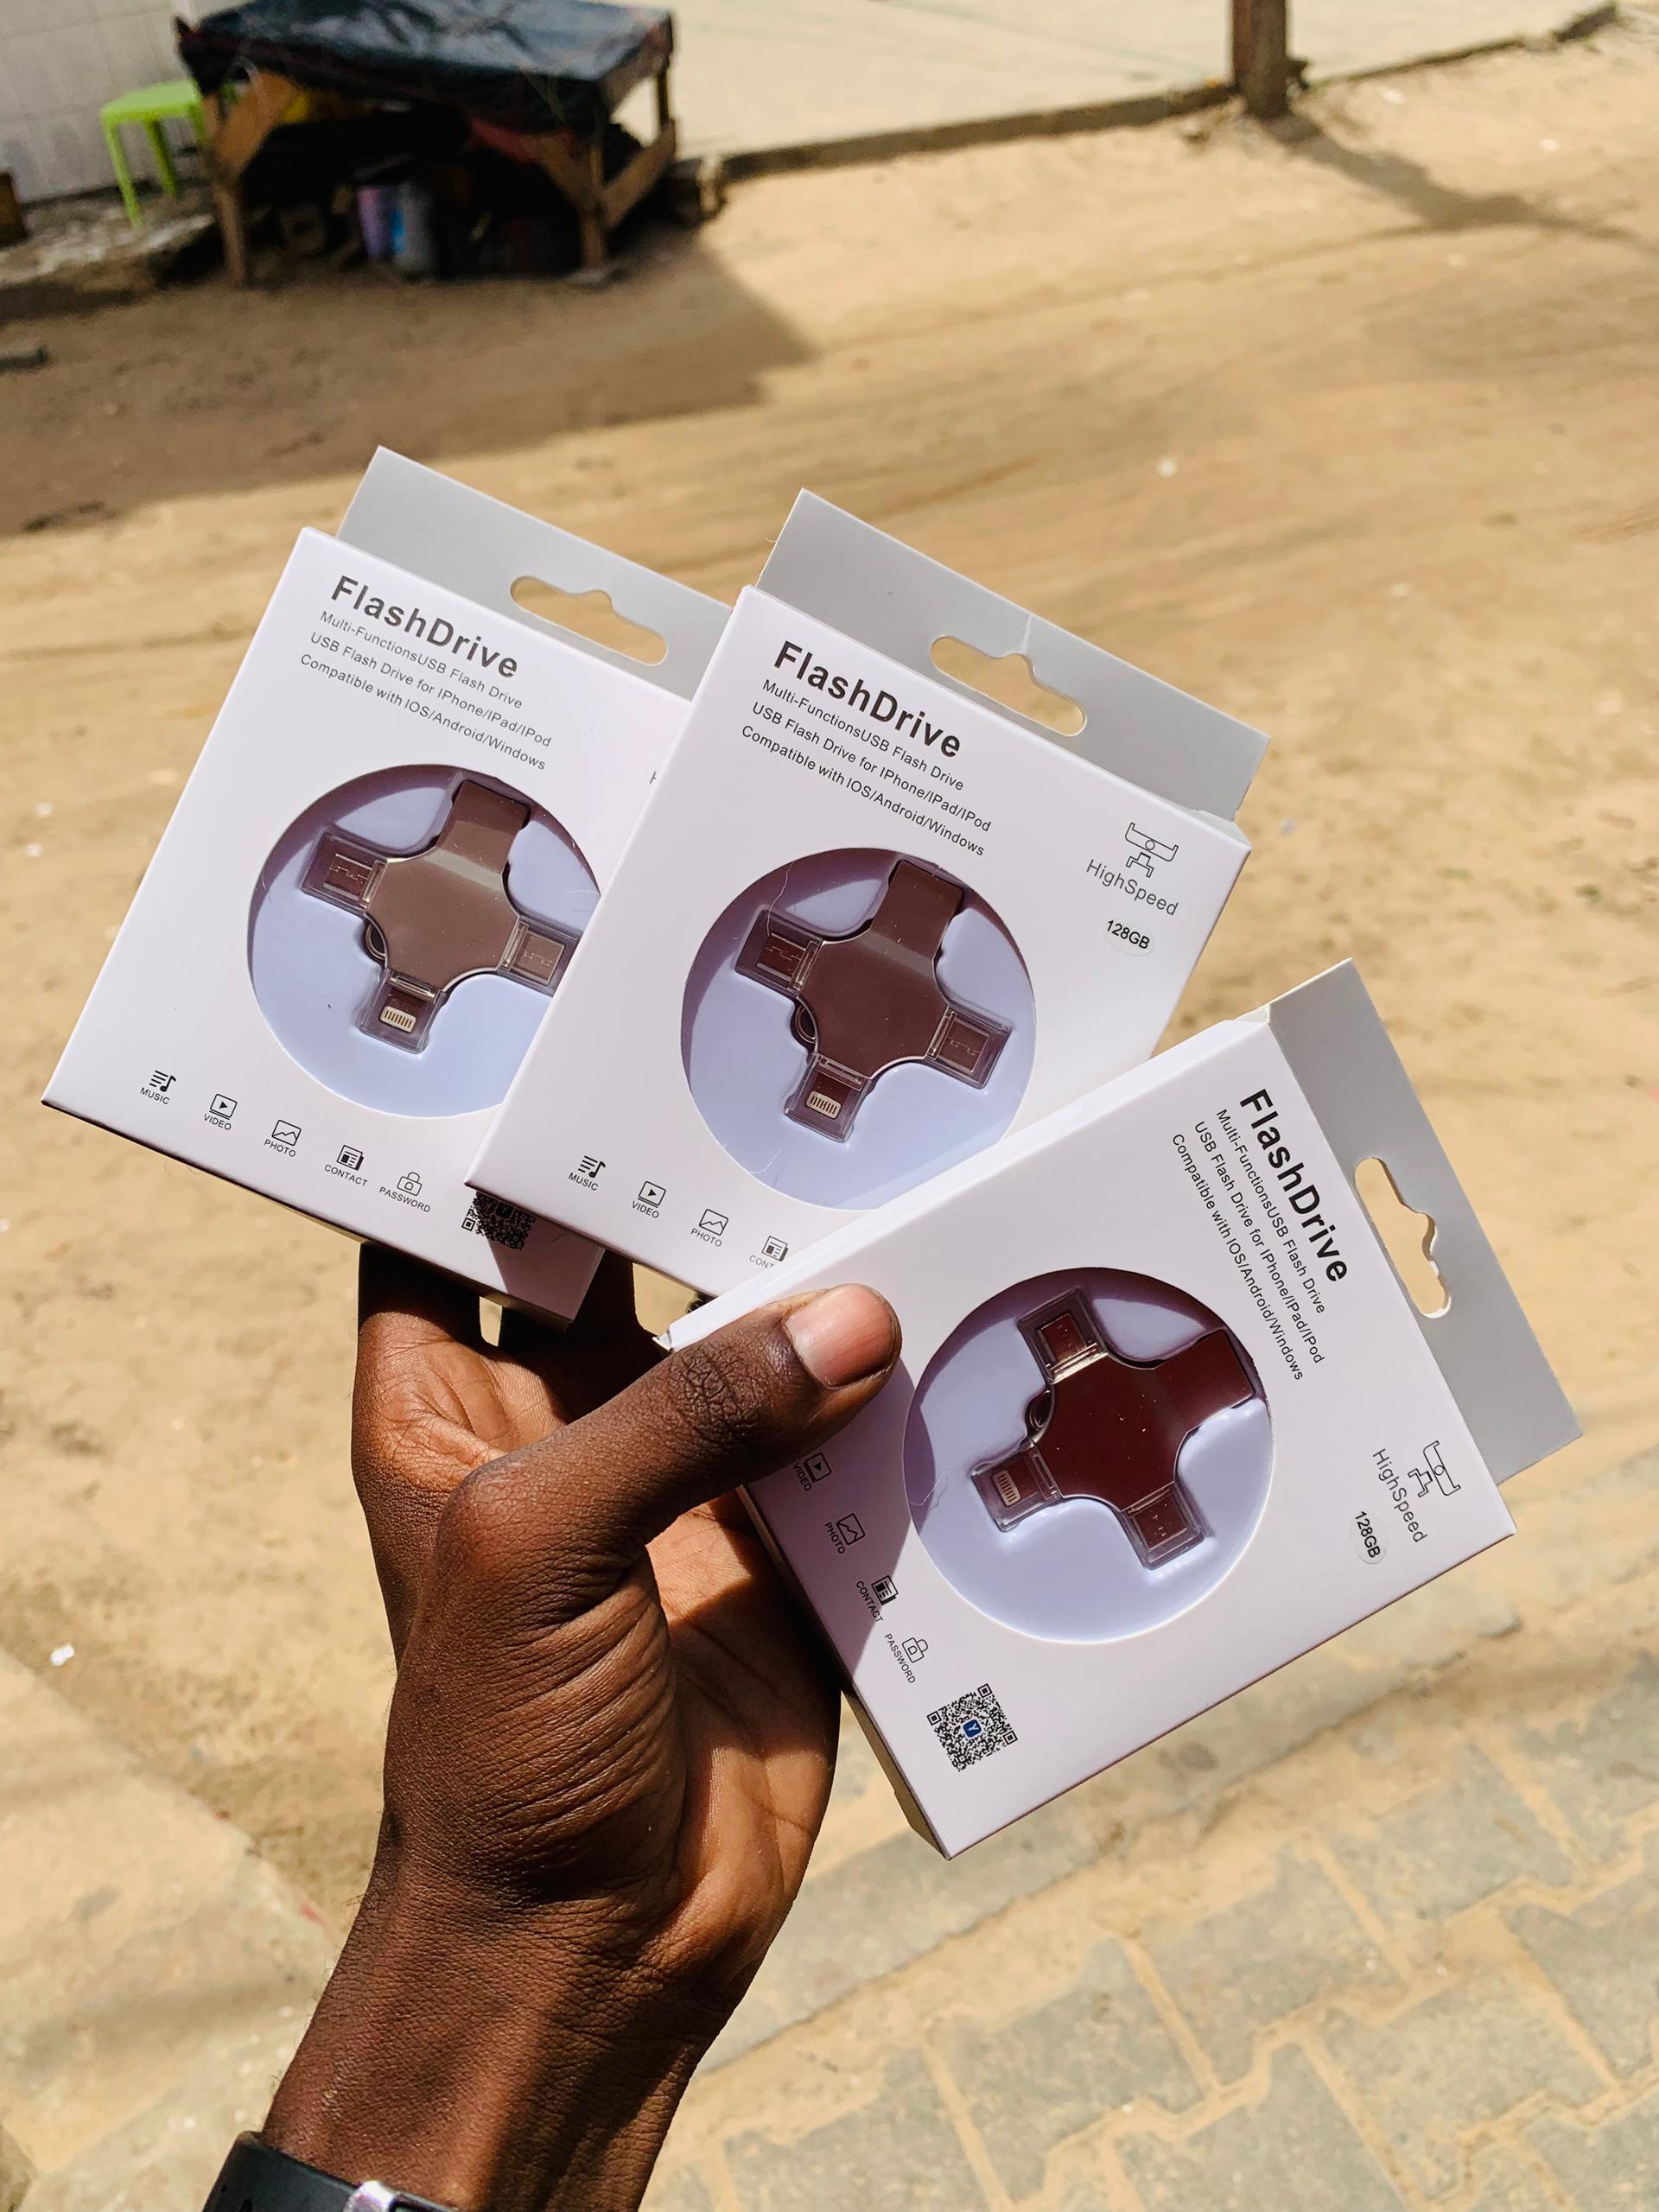 FlashDrive
Multi-FunctionsUSB Flash Drive
USB Flash Drive for IPhone/IPad/IPod
Compatible with IOS/Android/Windows
MUSIC
VIDEO
PHOTO
CONTACT
PASSWORD
FlashDrive
Multi-FunctionsUSB Flash Drive
USB Flash Drive for IPhone/IPad/IPod
Compatible with IOS/Android/Windows
HighSpeed
128GB
MUSIC
VIDEO
PHOTO
CONT
FlashDrive
Multi-FunctionsUSB Flash Drive
USB Flash Drive for IPhone/IPad/IPod
Compatible with IOS/Android/Windows
HighSpeed
128GB
VIDEO
PHOTO
CONTACT
PASSWORD
Y